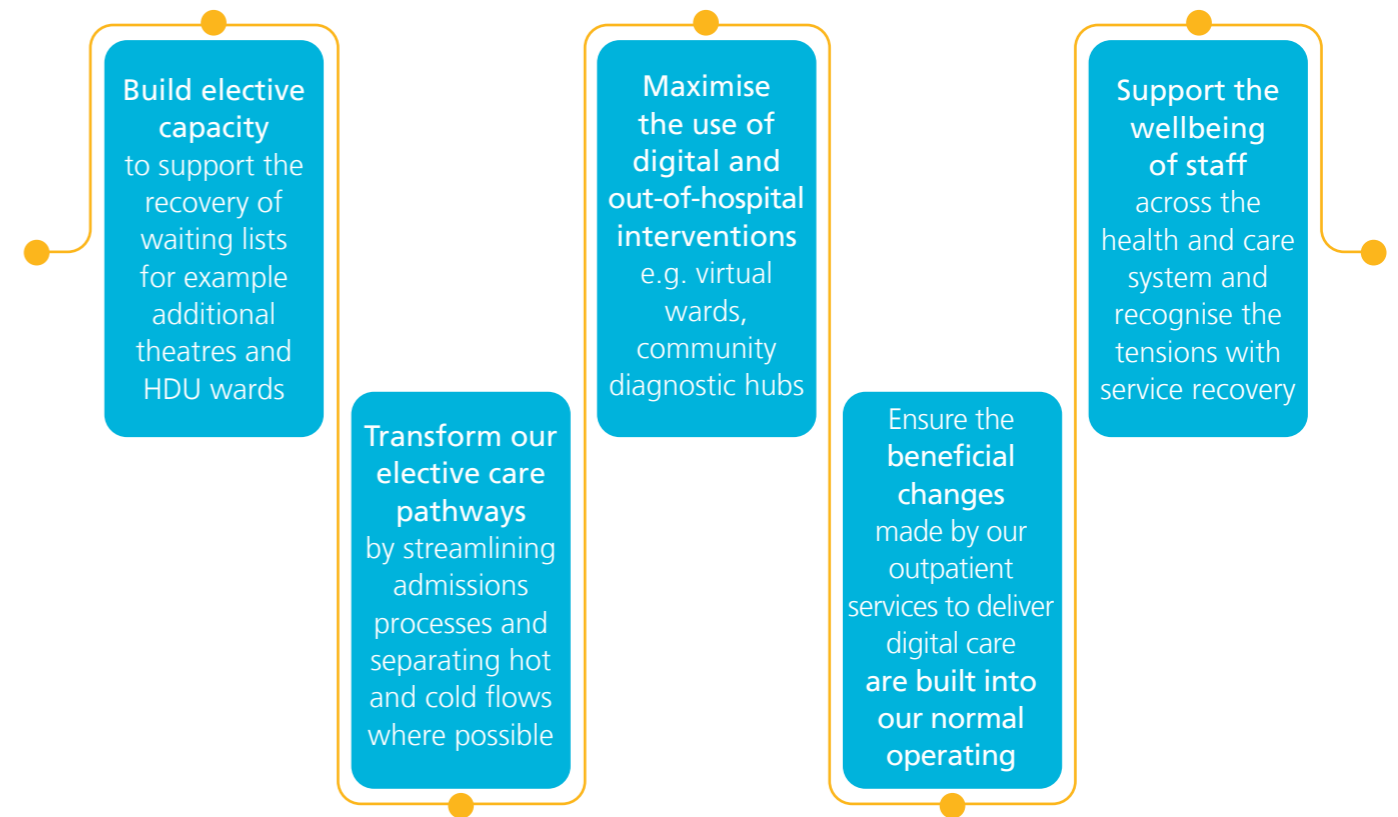 Build elective
capacity
to support the
recovery of
waiting lists
for example
additional
theatres and
HDU wards
Transform our
elective care
pathways
by streamlining
admissions
processes and
separating hot
and cold flows
where possible
Maximise
the use of
digital and
out-of-hospital
interventions
e.g. virtual
wards,
community
diagnostic hubs
Ensure the
beneficial
changes
made by our
outpatient
services to deliver
digital care
are built into
our normal
operating
Support the
wellbeing
of staff
across the
health and care
system and
recognise the
tensions with
service recovery